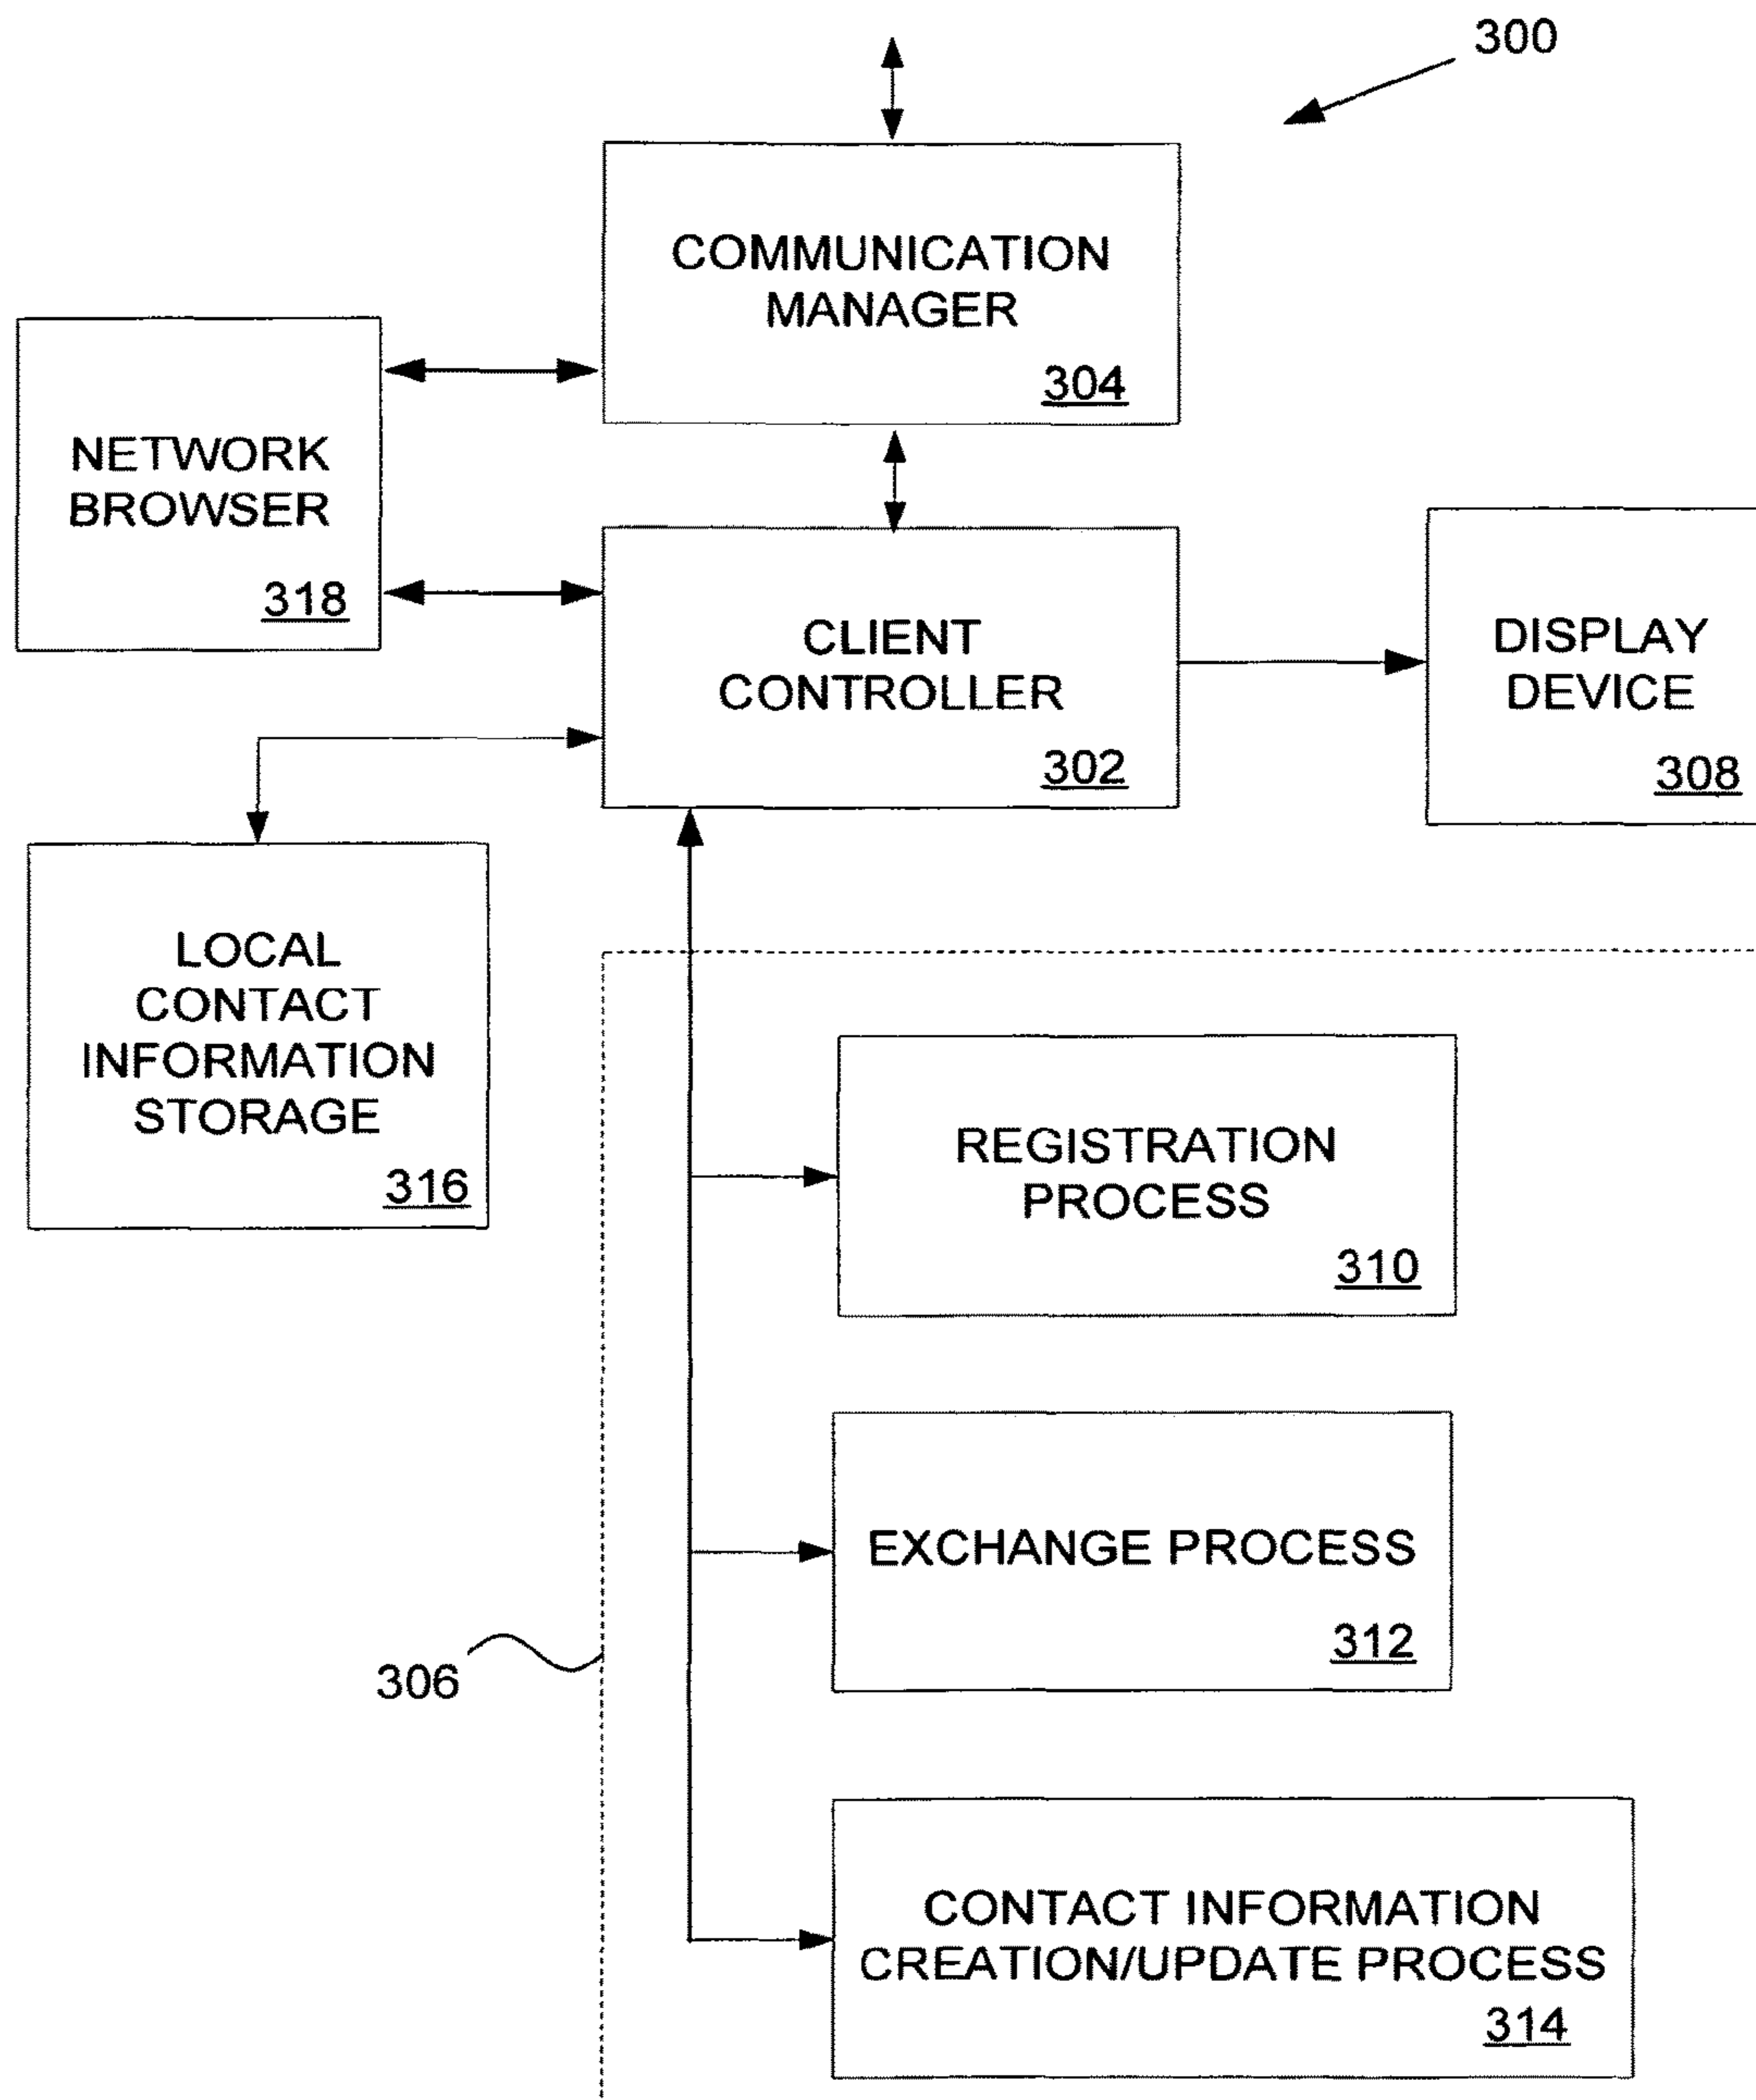 300
COMMUNICATION
MANAGER
304
NETWORK
BROWSER
318
CLIENT
CONTROLLER
302
DISPLAY
DEVICE
308
LOCAL
CONTACT
INFORMATION
STORAGE
316
REGISTRATION
PROCESS
310
EXCHANGE PROCESS
312
306
CONTACT INFORMATION
CREATION/UPDATE PROCESS
314